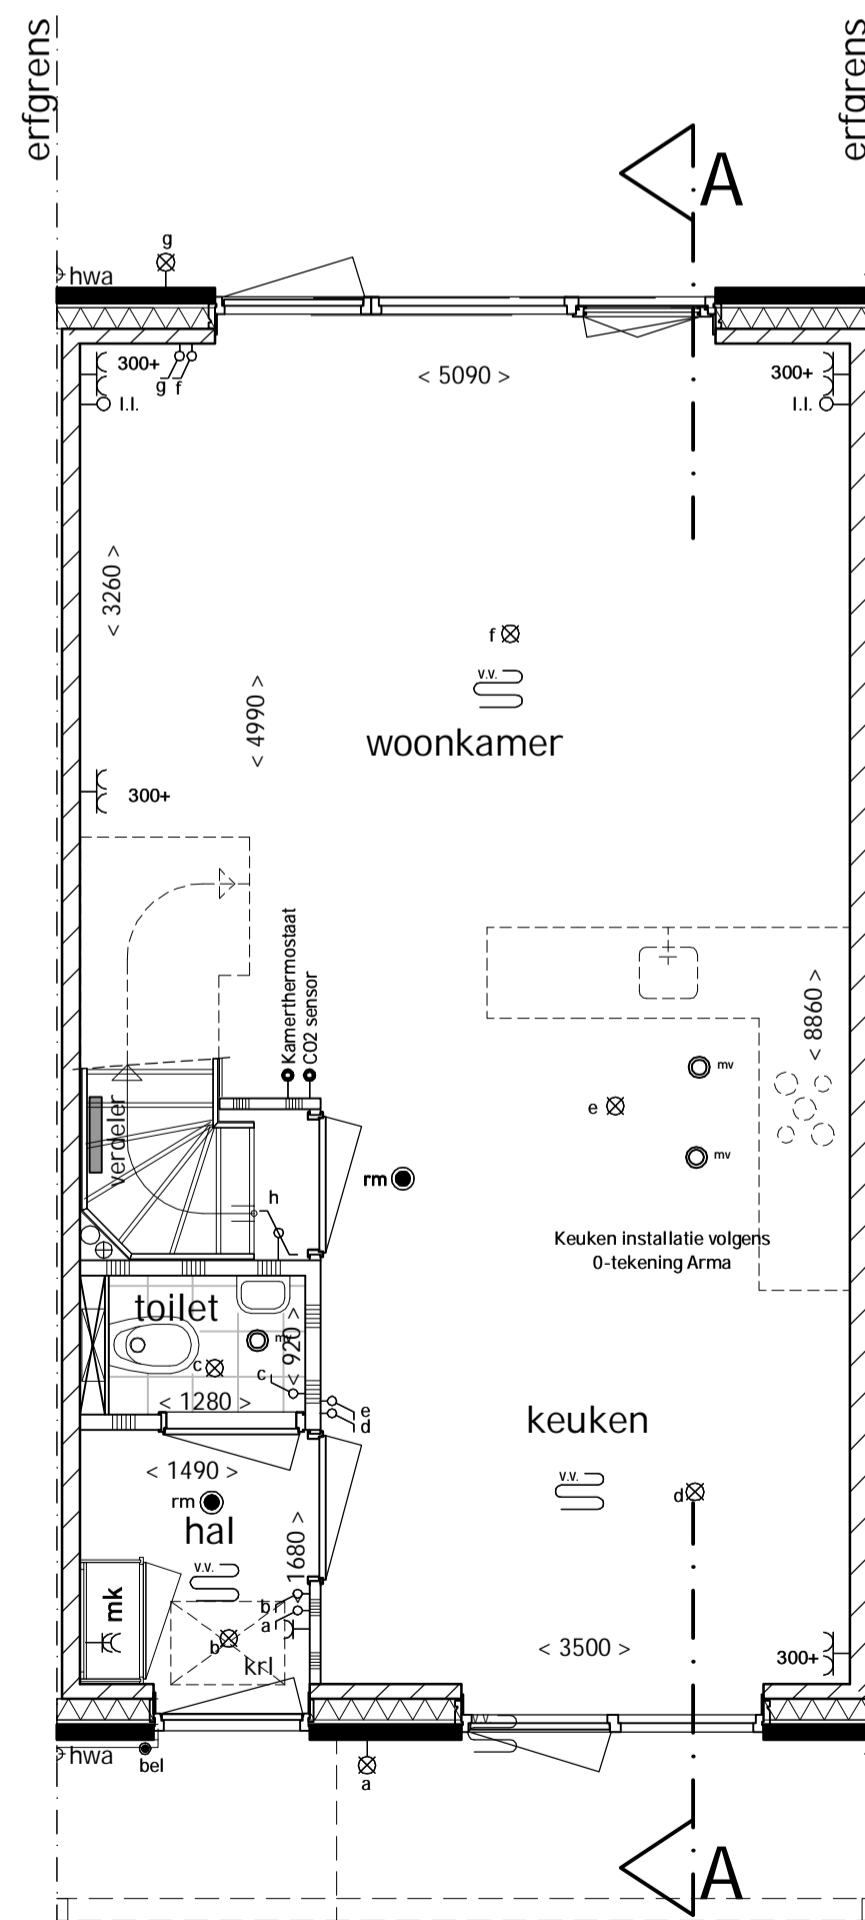 erfgrens
erfgrens
A
g
hwa
300+
g f
l.l.
< 5090 >
300+
l.l.
< 3260 >
f
v.v.
< 4990 >
woonkamer
300+
Kamerthermostaat
CO2 sensor
< 8860 >
mv
e
verdeler
mv
rm
h
Keuken installatie volgens
0-tekening Arma
toilet
< 920 >
c
c
< 1280 >
e
d
keuken
< 1490 >
v.v.
d
rm
hal
1680 >
v.v.
mk
b
a
b
krl
< 3500 >
300+
hwa
bel
a
A